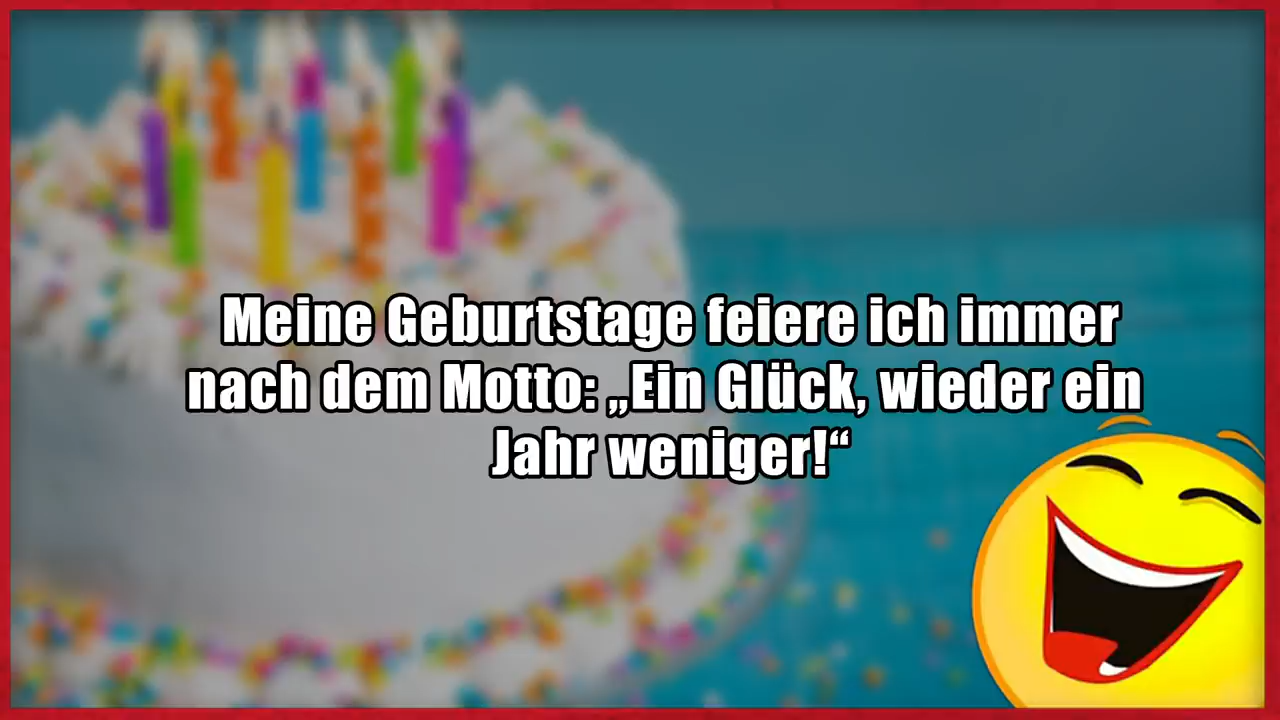 Meine Geburtstage feiere ich immer
nach dem Motto: „Ein Glück, wieder ein
Jahr weniger!“